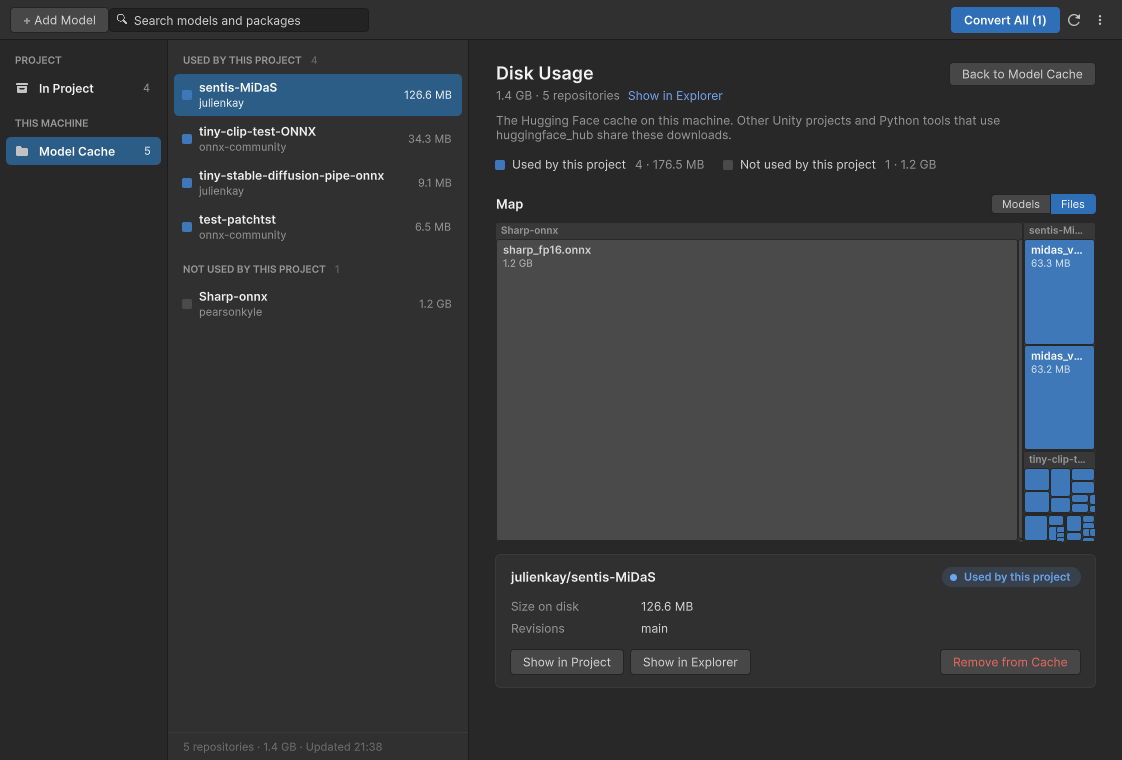 + Add Model
Search models and packages
Convert All (1)
PROJECT
In Project 4
THIS MACHINE
Model Cache 5
USED BY THIS PROJECT 4
sentis-MiDaS
julienkay
126.6 MB
tiny-clip-test-ONNX
onnx-community
34.3 MB
tiny-stable-diffusion-pipe-onnx
julienkay
9.1 MB
test-patchtst
onnx-community
6.5 MB
NOT USED BY THIS PROJECT 1
Sharp-onnx
pearsonkyle
1.2 GB
5 repositories · 1.4 GB · Updated 21:38
Disk Usage
Back to Model Cache
1.4 GB · 5 repositories Show in Explorer
The Hugging Face cache on this machine. Other Unity projects and Python tools that use
huggingface_hub share these downloads.
Used by this project 4 · 176.5 MB Not used by this project 1 · 1.2 GB
Map
Models Files
Sharp-onnx
sharp_fp16.onnx
1.2 GB
sentis-Mi...
midas_v...
63.3 MB
midas_v...
63.2 MB
tiny-clip-t...
julienkay/sentis-MiDaS
Used by this project
Size on disk 126.6 MB
Revisions main
Show in Project Show in Explorer Remove from Cache